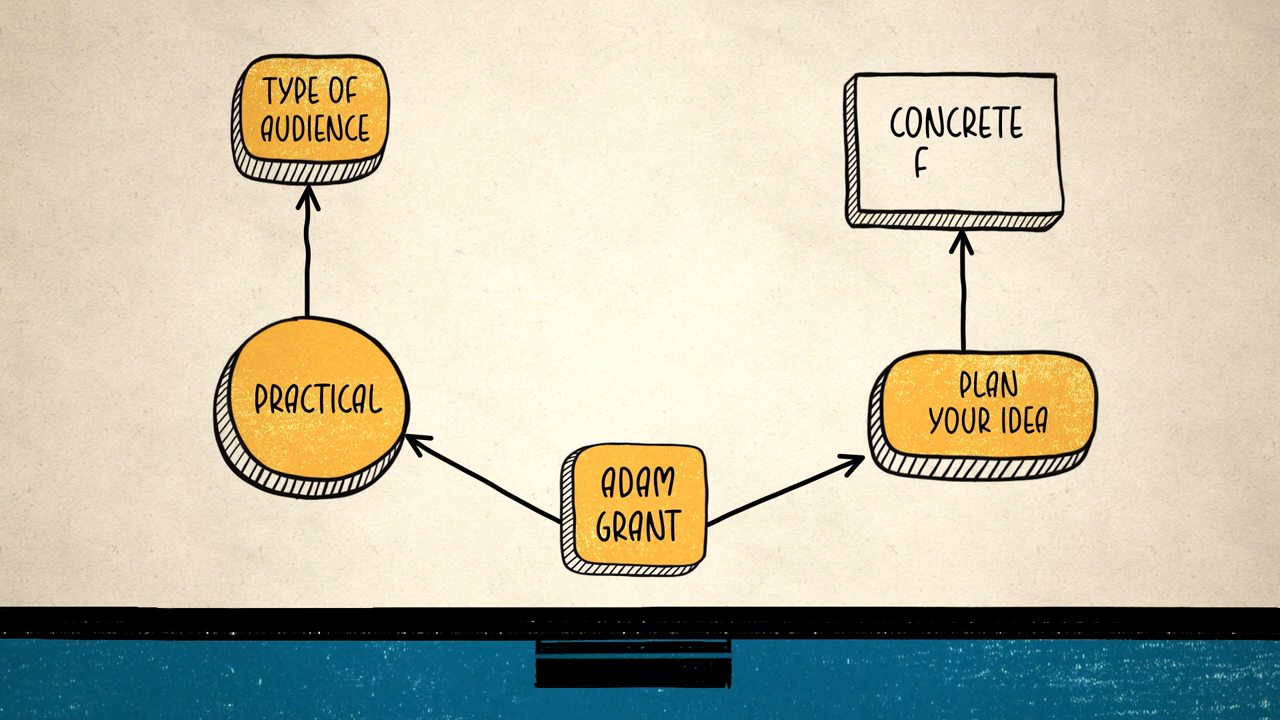 TYPE OF
AUDIENCE
CONCRETE
F
PRACTICAL
PLAN
YOUR IDEA
ADAM
GRANT